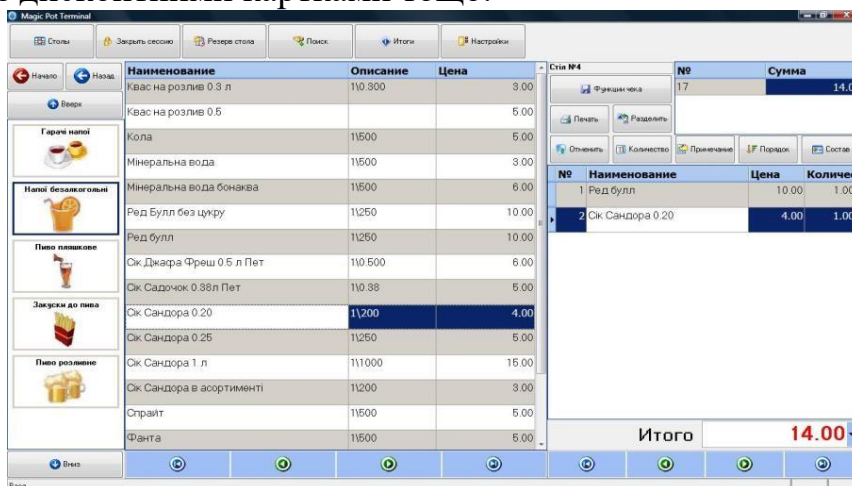 дисконтними картками тощо.
Magic Pot Terminal
Столы Закрыть сессию Резерв стола Поиск Итоги Настройки
Начало Назад
Вверх
Гарячі напої
Напої безалкогольні
Пиво пляшкове
Закуски до пива
Пиво розливне
Вниз
Наименование Описание Цена
Квас на розлив 0.3 л 1\0.300 3.00
Квас на розлив 0.5 5.00
Кола 1\500 5.00
Мінеральна вода 1\500 3.00
Мінеральна вода бонаква 1\500 6.00
Ред Булл без цукру 1\250 10.00
Ред булл 1\250 10.00
Сік Джафра Фреш 0.5 л Пет 1\0.500 6.00
Сік Садочок 0.38л Пет 1\0.38 5.00
Сік Сандора 0.20 1\200 4.00
Сік Сандора 0.25 1\250 5.00
Сік Сандора 1 л 1\1000 15.00
Сік Сандора в асортименті 1\200 3.00
Спрайт 1\500 5.00
Фанта 1\500 5.00
Стіл №4
Функции чека
Печать Разделить
№ Сумма
17 14.0
Отменить Количество Примечание Порядок Состав
№ Наименование Цена Количес
1 Ред булл 10.00 1.00
2 Сік Сандора 0.20 4.00 1.00
Итого 14.00